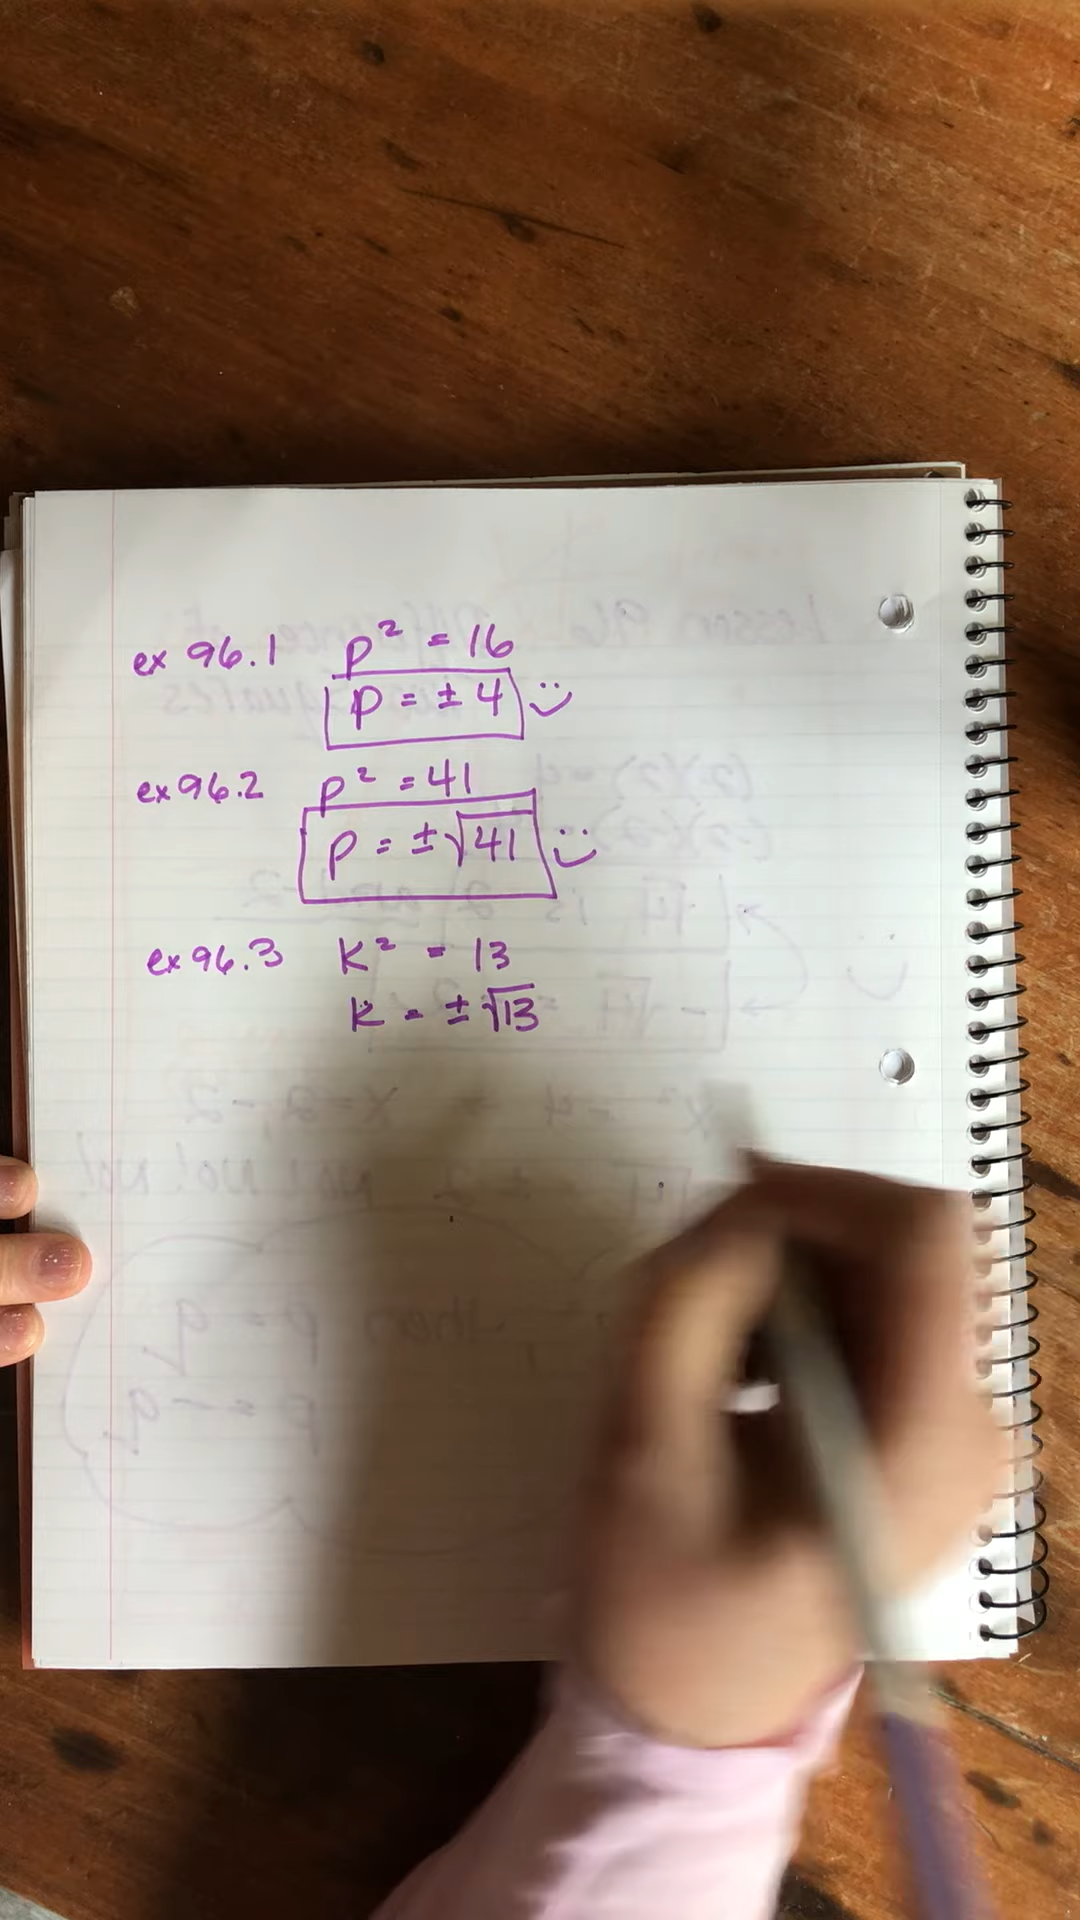 ex 96.1 p² = 16
p = ± 4 :)
ex 96.2 p² = 41
p = ±√41 :)
ex 96.3 k² = 13
k = ±√13